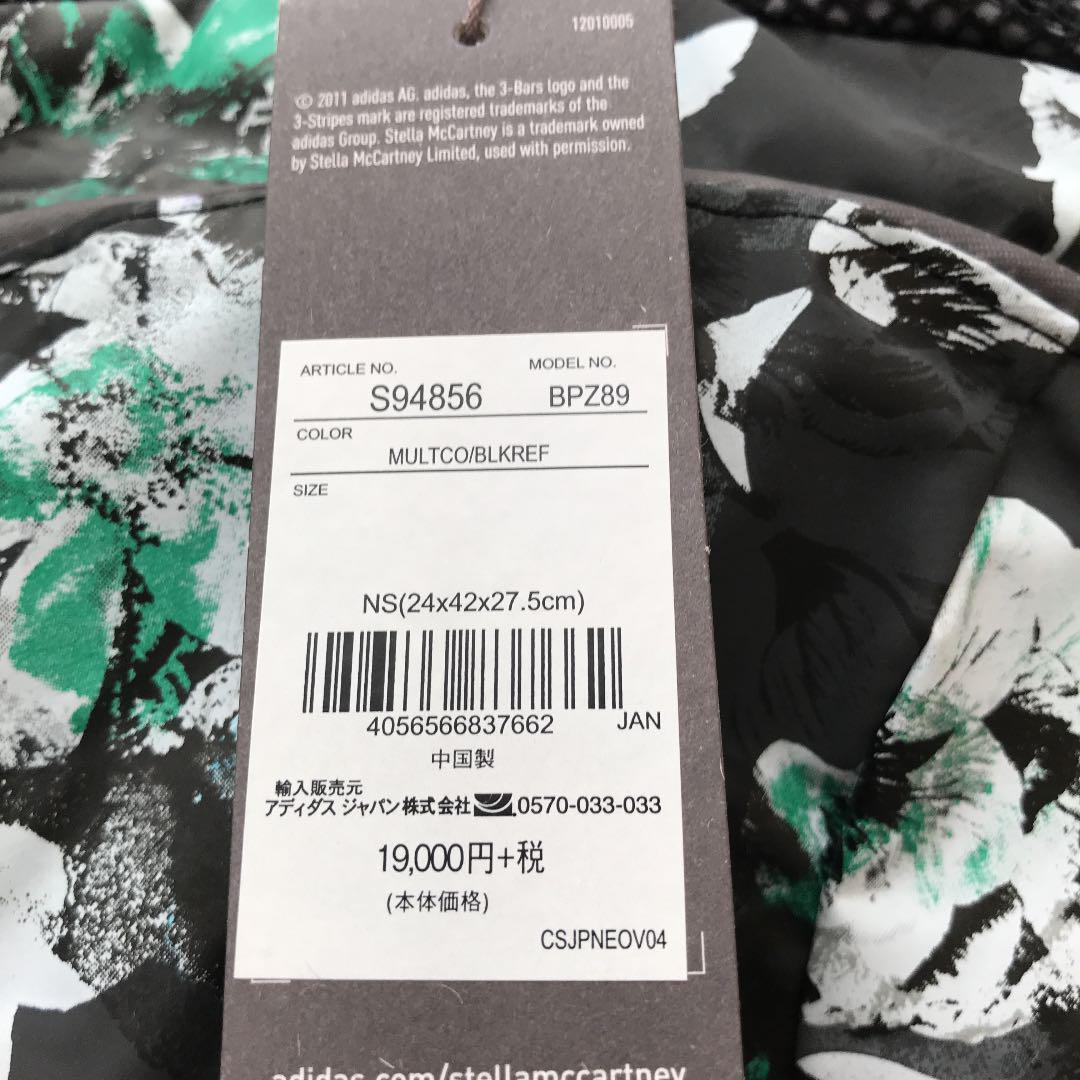 12010005
© 2011 adidas AG. adidas, the 3-Bars logo and the
3-Stripes mark are registered trademarks of the
adidas Group. Stella McCartney is a trademark owned
by Stella McCartney Limited, used with permission.
ARTICLE NO. MODEL NO.
S94856 BPZ89
COLOR
MULTCO/BLKREF
SIZE
NS(24x42x27.5cm)
4056566837662 JAN
中国製
輸入販売元
アディダス ジャパン株式会社 .0570-033-033
19,000円+税
(本体価格)
CSJPNEOV04
adidas.com/stellamccartney